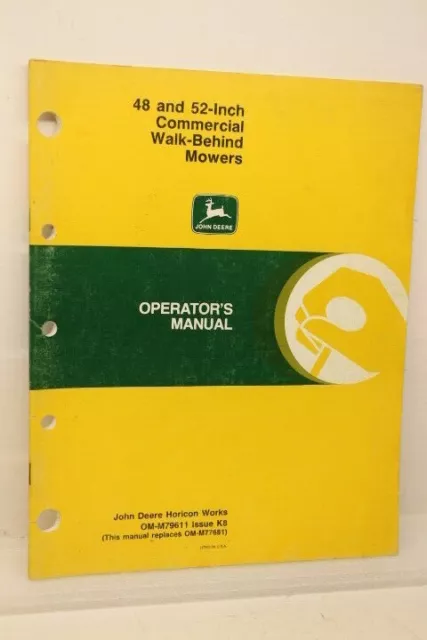 48 and 52-Inch
Commercial
Walk-Behind
Mowers
JOHN DEERE
OPERATOR'S
MANUAL
John Deere Horicon Works
OM-M79611 Issue K8
(This manual replaces OM-M77681)